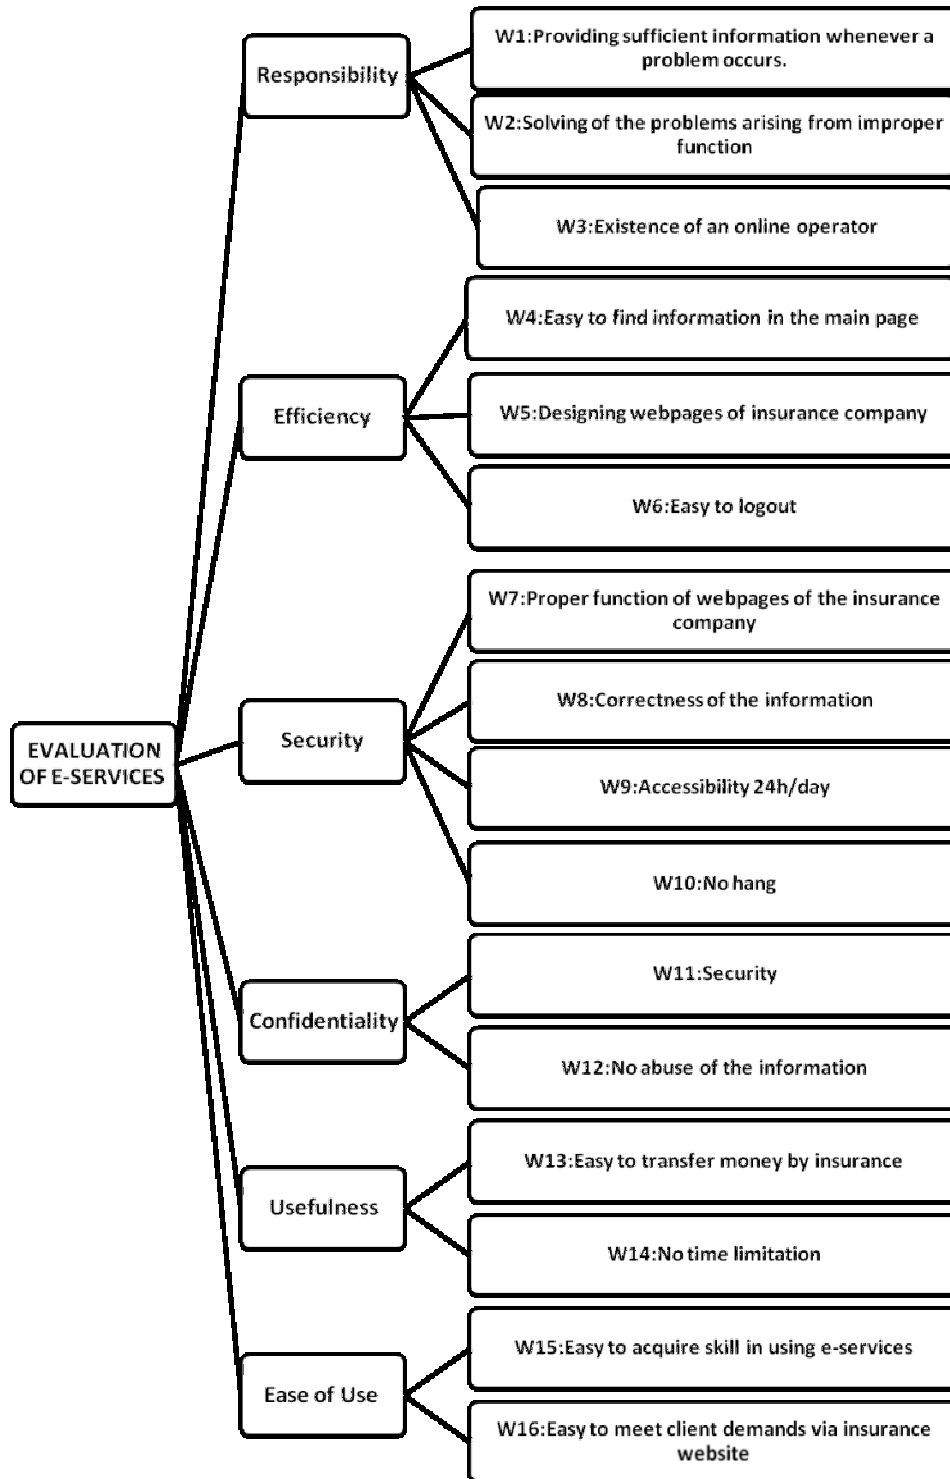 EVALUATION
OF E-SERVICES
Responsibility
W1:Providing sufficient information whenever a
problem occurs.
W2:Solving of the problems arising from improper
function
W3:Existence of an online operator
Efficiency
W4:Easy to find information in the main page
W5:Designing webpages of insurance company
W6:Easy to logout
Security
W7:Proper function of webpages of the insurance
company
W8:Correctness of the information
W9:Accessibility 24h/day
W10:No hang
Confidentiality
W11:Security
W12:No abuse of the information
Usefulness
W13:Easy to transfer money by insurance
W14:No time limitation
Ease of Use
W15:Easy to acquire skill in using e-services
W16:Easy to meet client demands via insurance
website